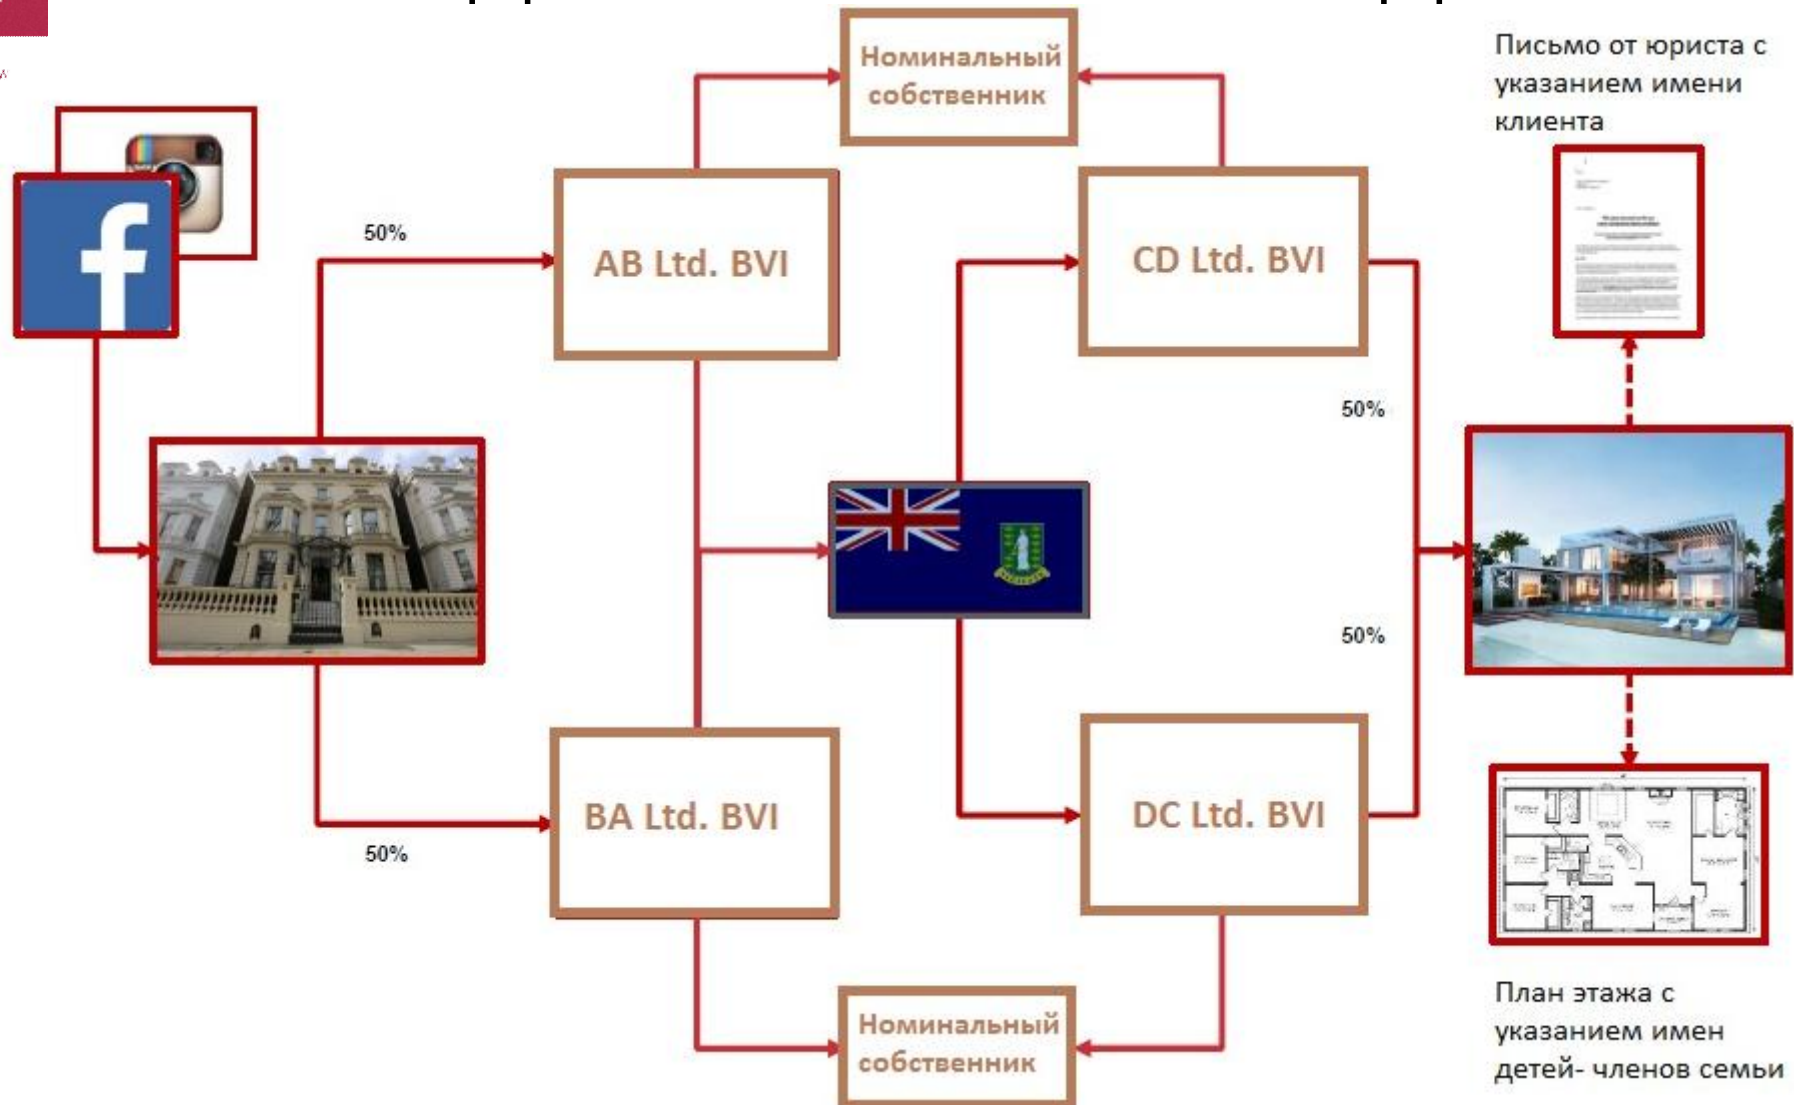 Номинальный
собственник
Письмо от юриста с
указанием имени
клиента
50%
AB Ltd. BVI
CD Ltd. BVI
50%
50%
BA Ltd. BVI
DC Ltd. BVI
50%
Номинальный
собственник
План этажа с
указанием имен
детей- членов семьи